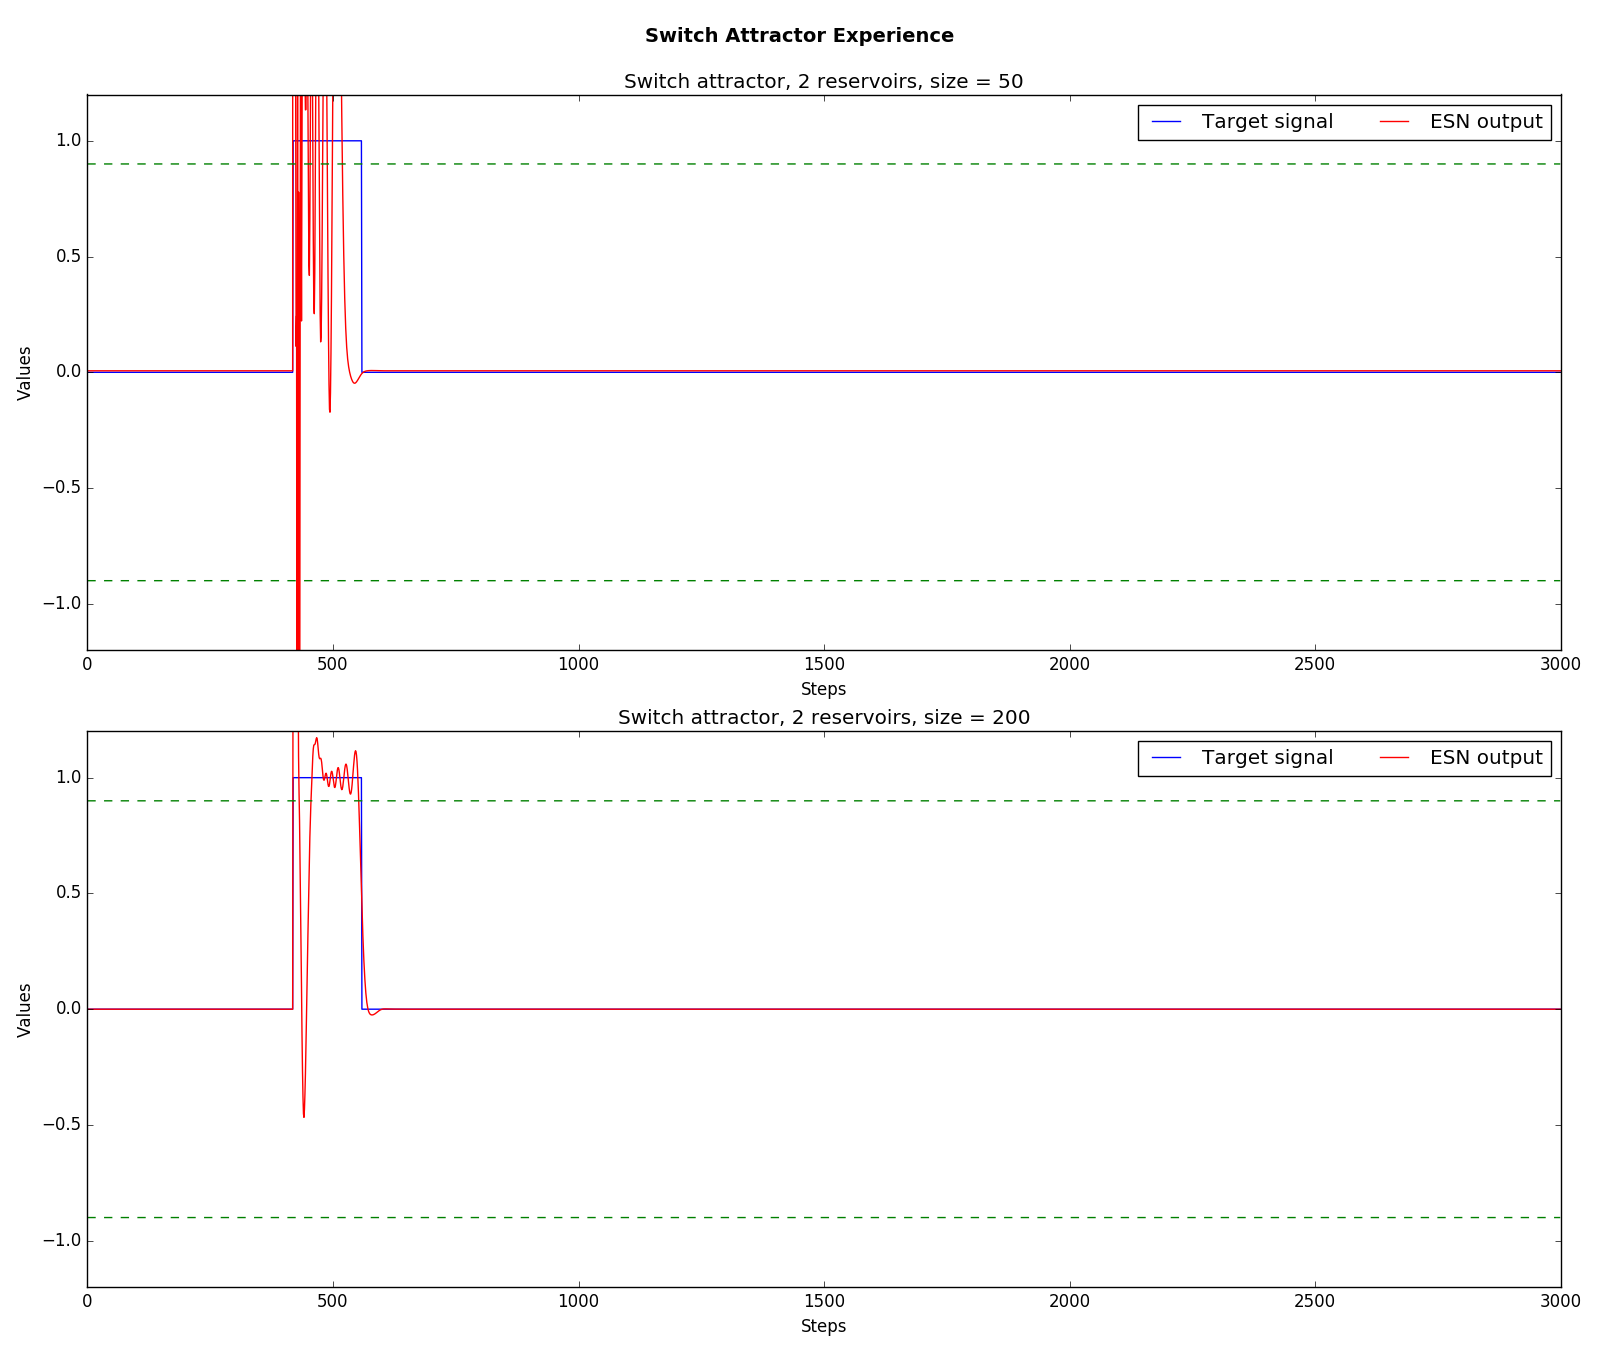 Switch Attractor Experience
Switch attractor, 2 reservoirs, size = 50
Target signal ESN output
1.0
0.5
0.0
−0.5
−1.0
Values
0 500 1000 1500 2000 2500 3000
Steps
Switch attractor, 2 reservoirs, size = 200
Target signal ESN output
1.0
0.5
0.0
−0.5
−1.0
Values
0 500 1000 1500 2000 2500 3000
Steps